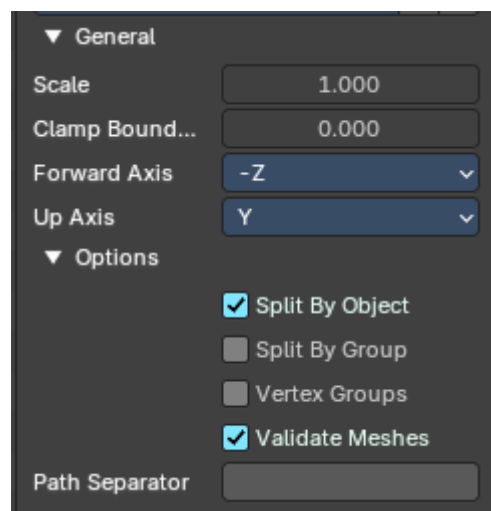 General
Scale 1.000
Clamp Bound... 0.000
Forward Axis -Z
Up Axis Y
Options
Split By Object
Split By Group
Vertex Groups
Validate Meshes
Path Separator